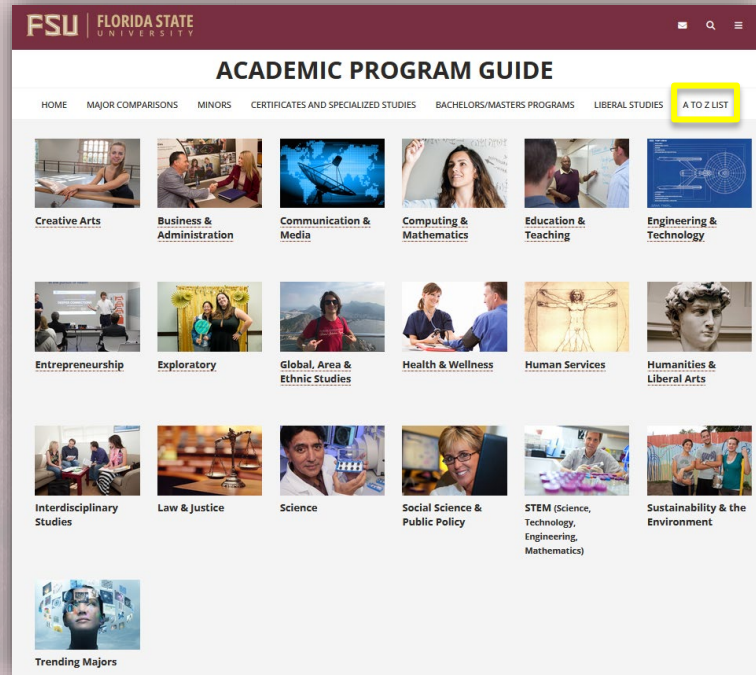 FSU FLORIDA STATE
UNIVERSITY
ACADEMIC PROGRAM GUIDE
HOME MAJOR COMPARISONS MINORS CERTIFICATES AND SPECIALIZED STUDIES BACHELORS/MASTERS PROGRAMS LIBERAL STUDIES A TO Z LIST
Creative Arts
Business &
Administration
Communication &
Media
Computing &
Mathematics
Education &
Teaching
Engineering &
Technology
Entrepreneurship
Exploratory
Global, Area &
Ethnic Studies
Health & Wellness
Human Services
Humanities &
Liberal Arts
Interdisciplinary
Studies
Law & Justice
Science
Social Science &
Public Policy
STEM (Science,
Technology,
Engineering,
Mathematics)
Sustainability & the
Environment
Trending Majors